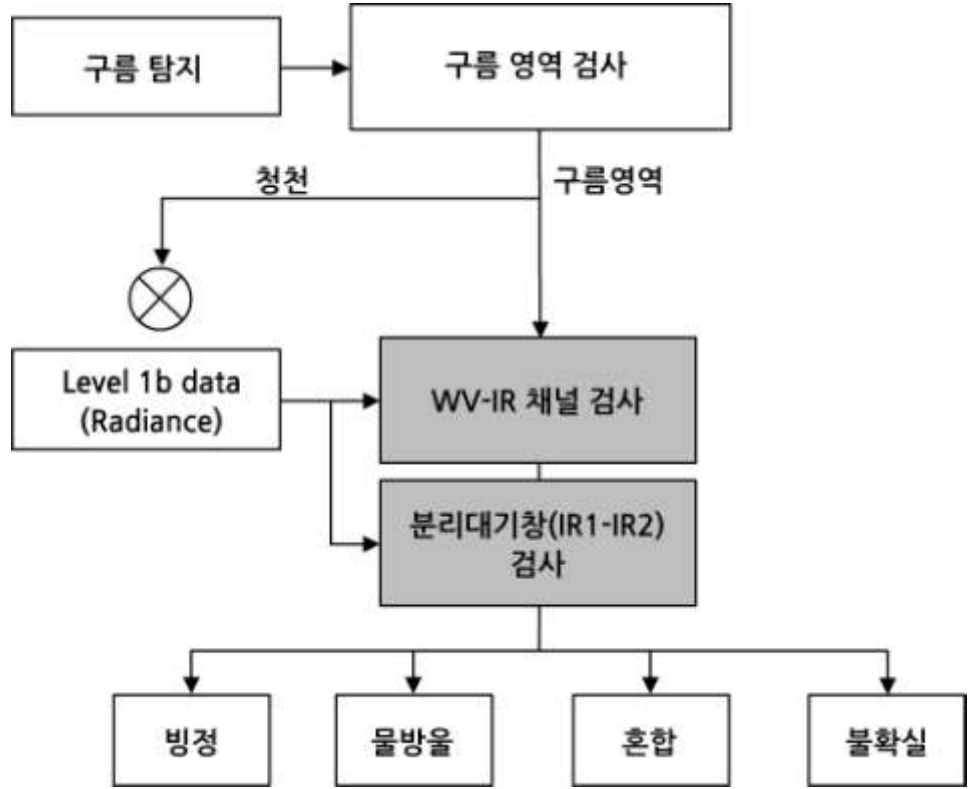 구름 탐지
구름 영역 검사
청천
구름영역
Level 1b data
(Radiance)
WV-IR 채널 검사
분리대기창(IR1-IR2)
검사
빙정
물방울
혼합
불확실